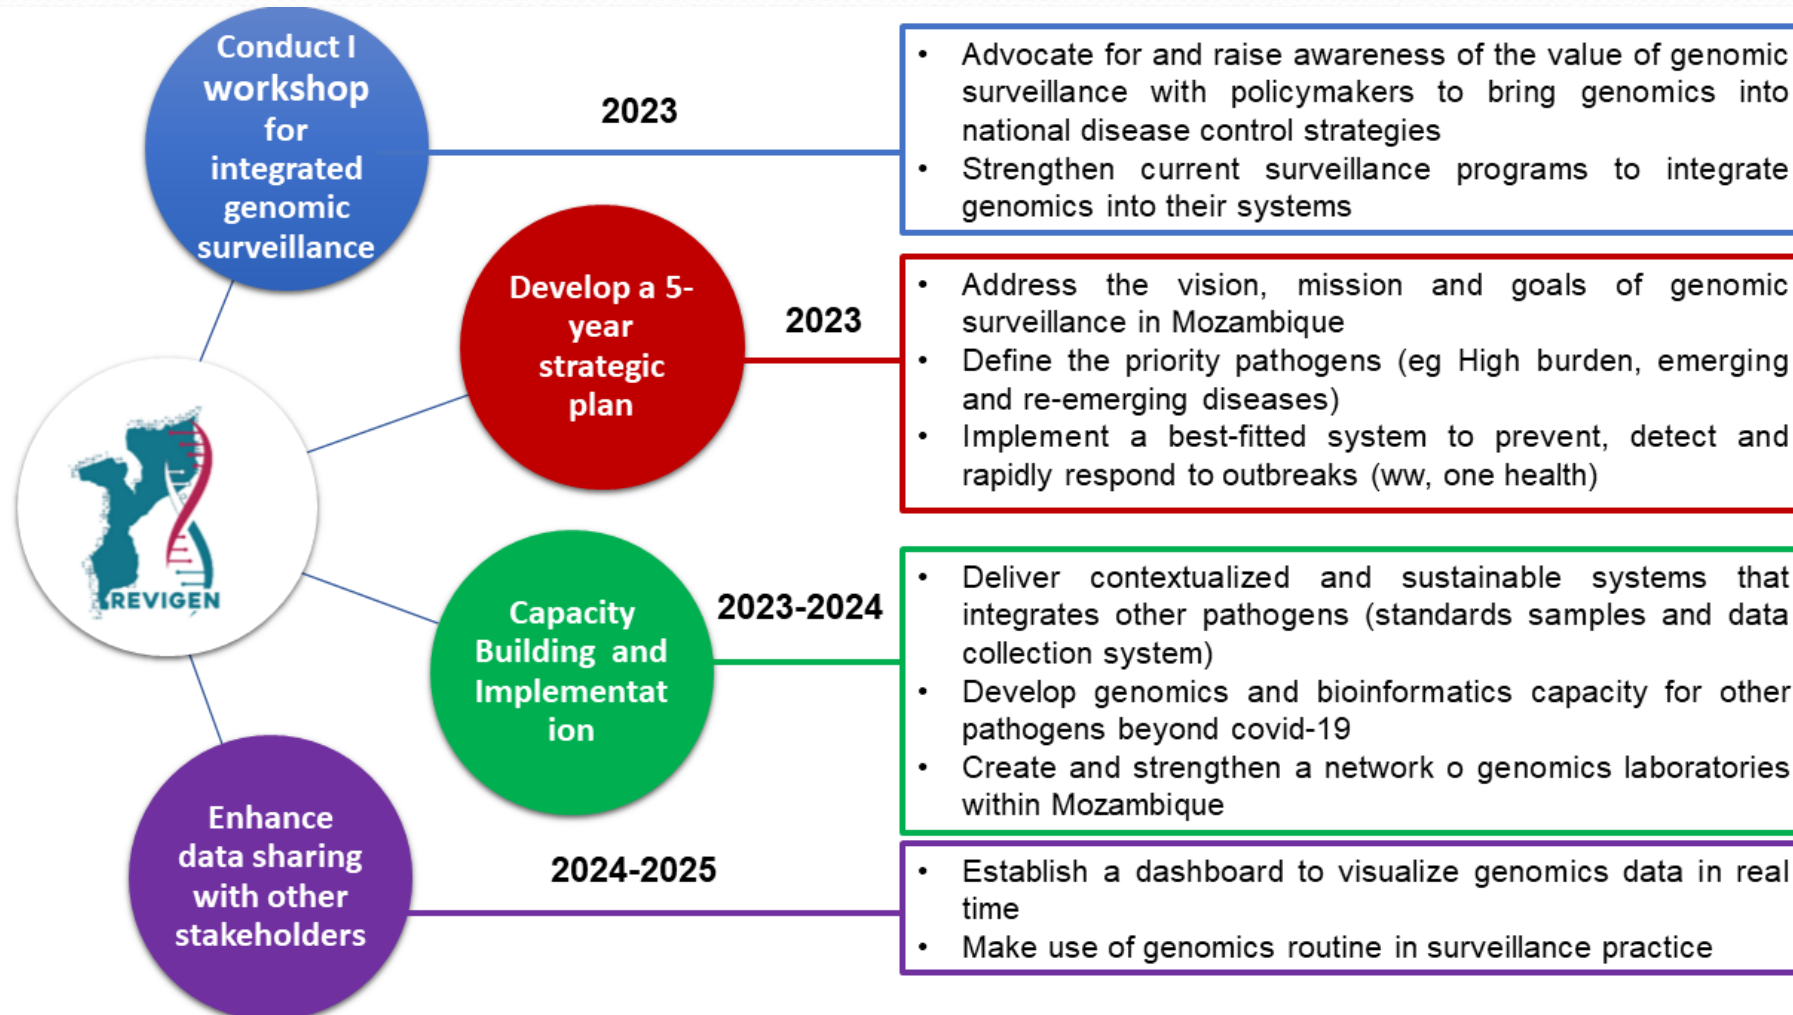 Conduct I
workshop
for
integrated
genomic
surveillance
2023
• Advocate for and raise awareness of the value of genomic
surveillance with policymakers to bring genomics into
national disease control strategies
• Strengthen current surveillance programs to integrate
genomics into their systems
Develop a 5-
year
strategic
plan
2023
• Address the vision, mission and goals of genomic
surveillance in Mozambique
• Define the priority pathogens (eg High burden, emerging
and re-emerging diseases)
• Implement a best-fitted system to prevent, detect and
rapidly respond to outbreaks (ww, one health)
REVIGEN
Capacity
Building and
Implementat
ion
2023-2024
• Deliver contextualized and sustainable systems that
integrates other pathogens (standards samples and data
collection system)
• Develop genomics and bioinformatics capacity for other
pathogens beyond covid-19
• Create and strengthen a network o genomics laboratories
within Mozambique
Enhance
data sharing
with other
stakeholders
2024-2025
• Establish a dashboard to visualize genomics data in real
time
• Make use of genomics routine in surveillance practice